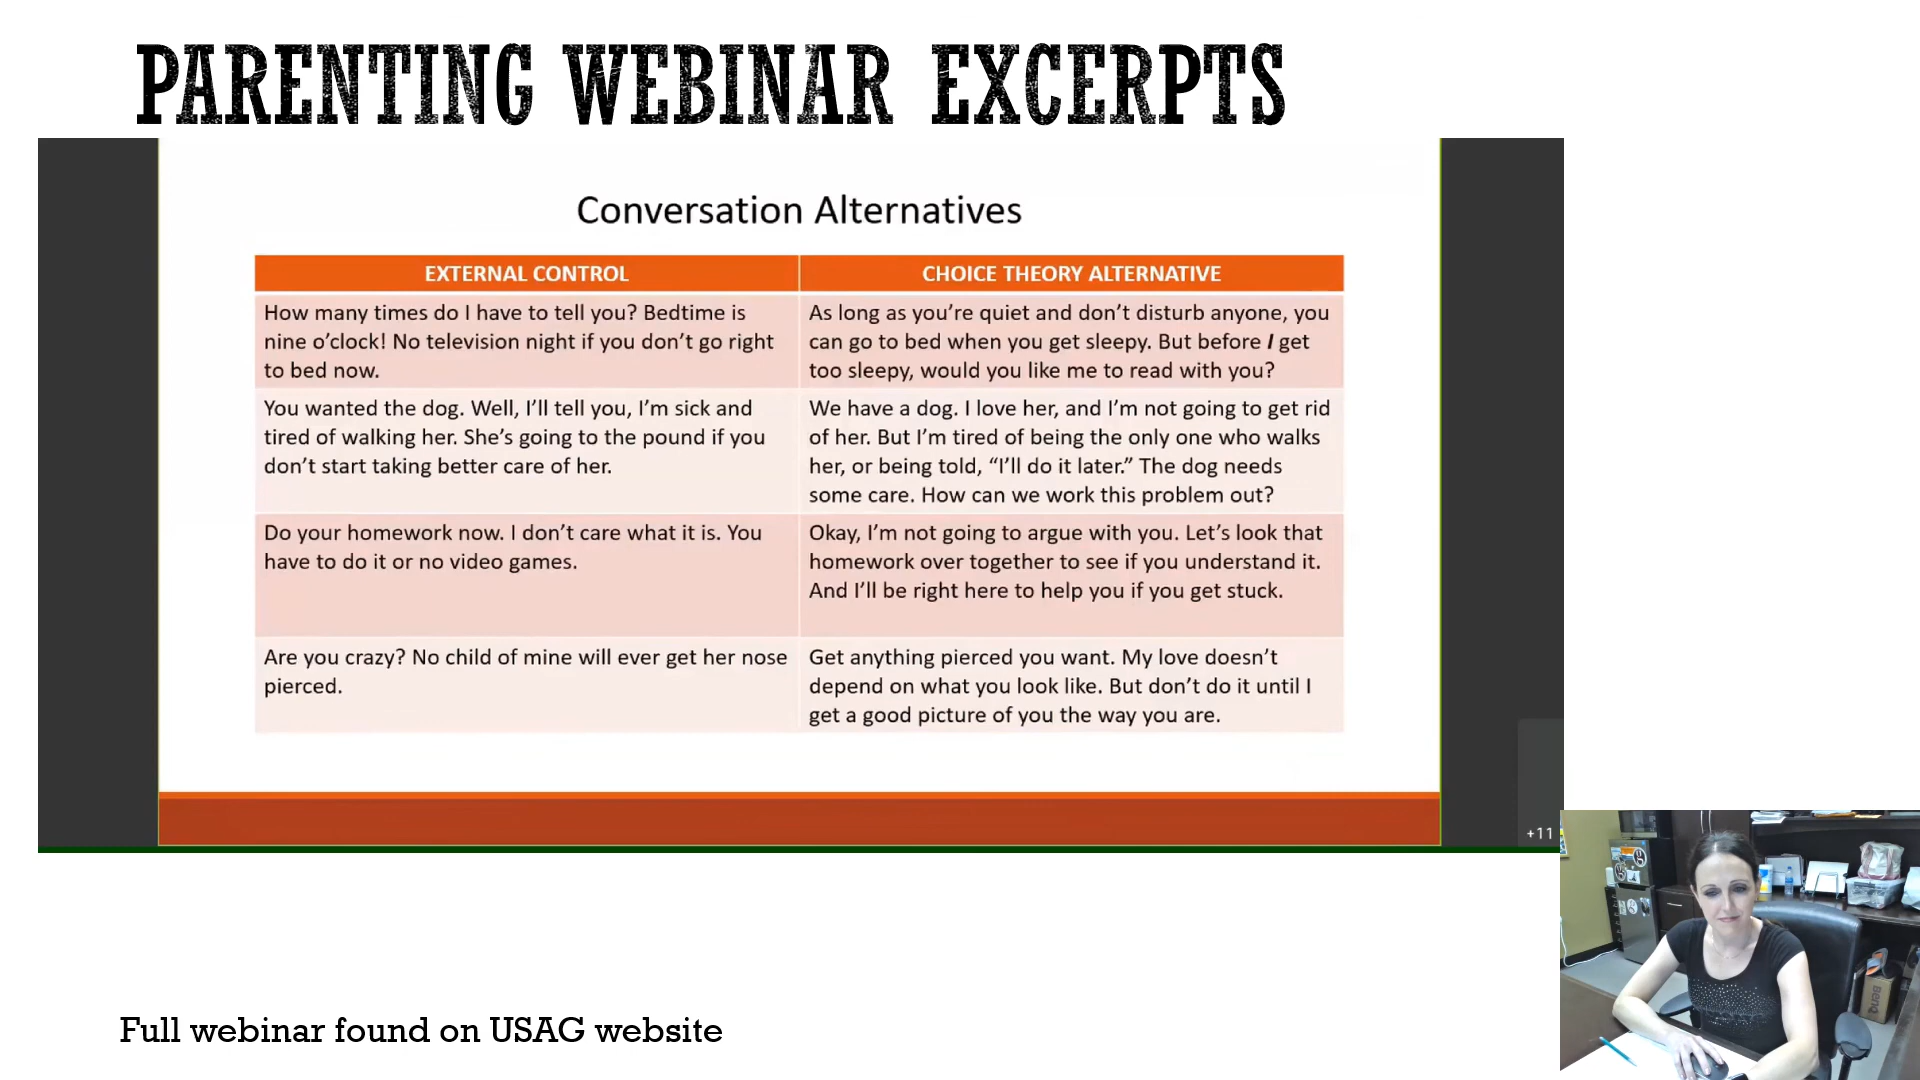 PARENTING WEBINAR EXCERPTS
Conversation Alternatives
EXTERNAL CONTROL
CHOICE THEORY ALTERNATIVE
How many times do I have to tell you? Bedtime is
nine o’clock! No television night if you don’t go right
to bed now.
As long as you’re quiet and don’t disturb anyone, you
can go to bed when you get sleepy. But before I get
too sleepy, would you like me to read with you?
You wanted the dog. Well, I’ll tell you, I’m sick and
tired of walking her. She’s going to the pound if you
don’t start taking better care of her.
We have a dog. I love her, and I’m not going to get rid
of her. But I’m tired of being the only one who walks
her, or being told, “I’ll do it later.” The dog needs
some care. How can we work this problem out?
Do your homework now. I don’t care what it is. You
have to do it or no video games.
Okay, I’m not going to argue with you. Let’s look that
homework over together to see if you understand it.
And I’ll be right here to help you if you get stuck.
Are you crazy? No child of mine will ever get her nose
pierced.
Get anything pierced you want. My love doesn’t
depend on what you look like. But don’t do it until I
get a good picture of you the way you are.
+11
BenQ
Full webinar found on USAG website